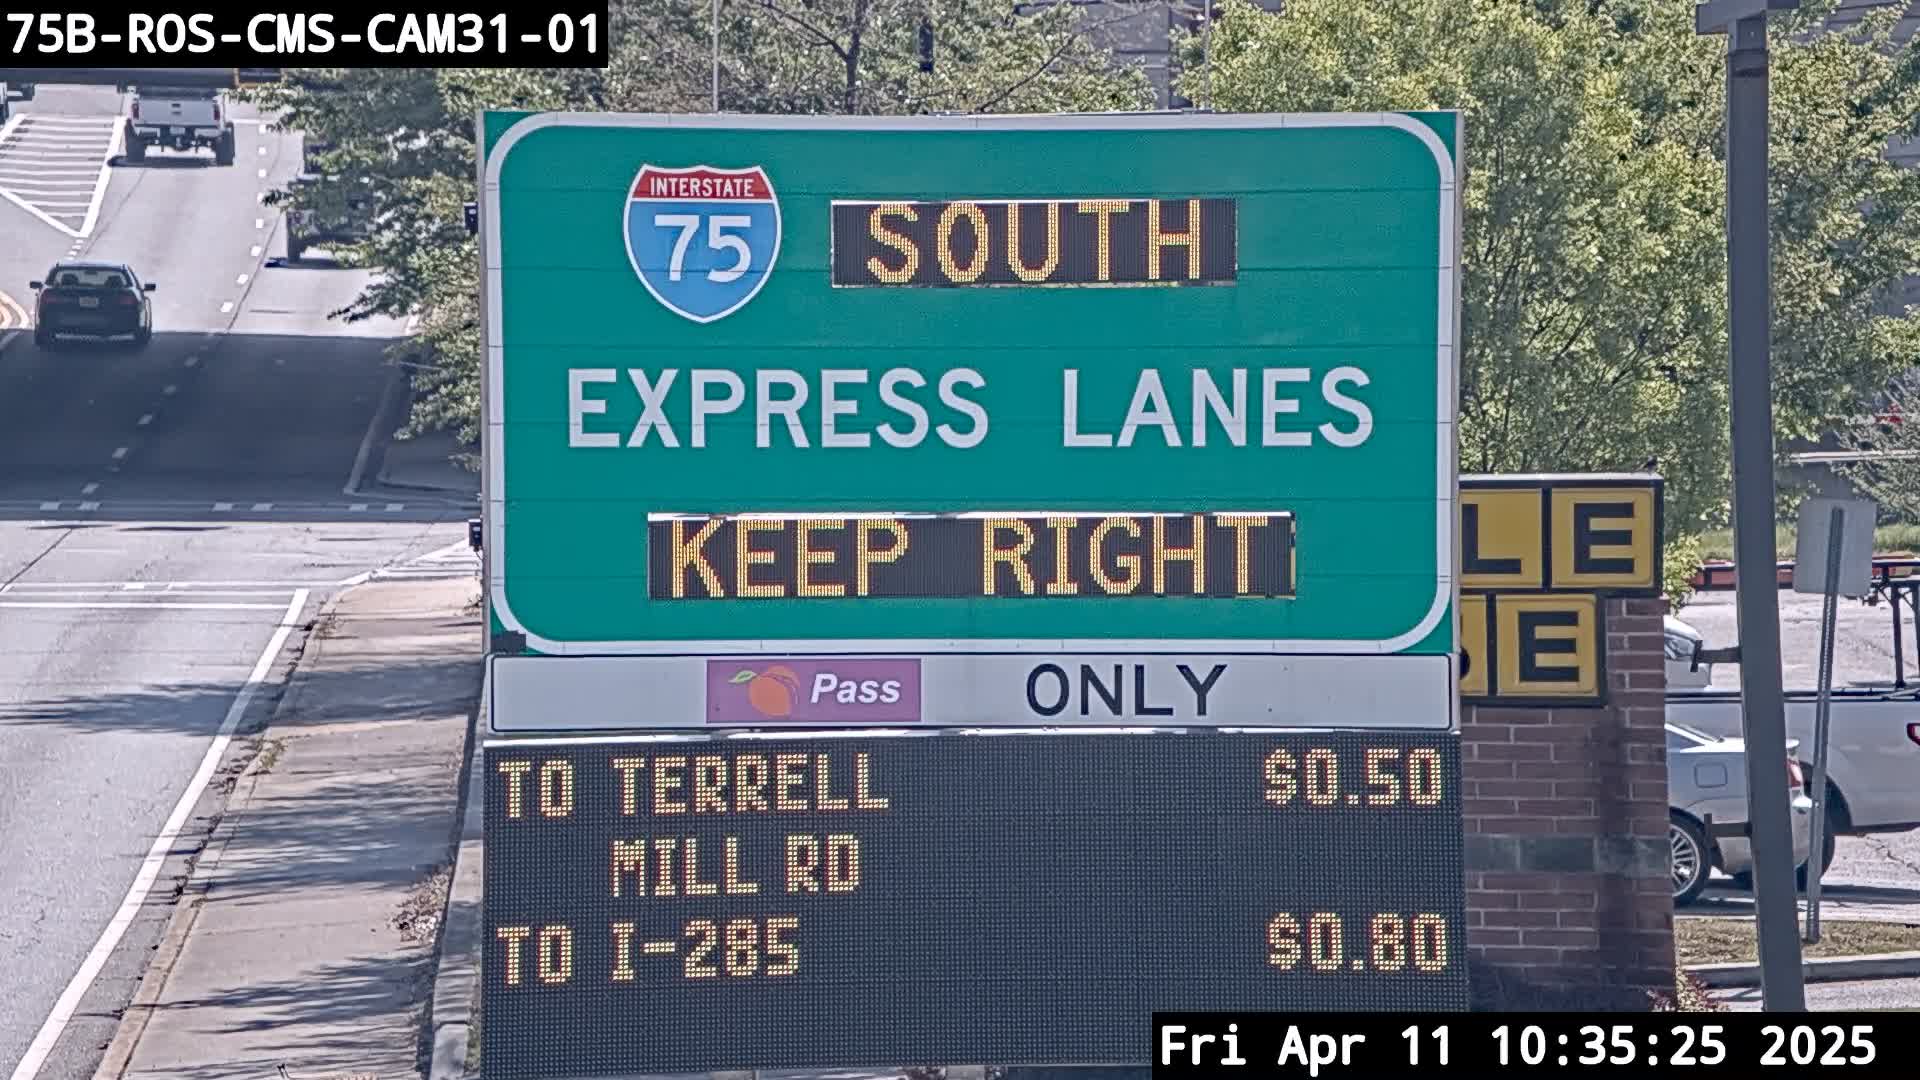 75B-ROS-CMS-CAM31-01
INTERSTATE
75
SOUTH
EXPRESS LANES
KEEP RIGHT
Pass ONLY
TO TERRELL $0.50
MILL RD
TO I-285 $0.80
LE
E
Fri Apr 11 10:35:25 2025